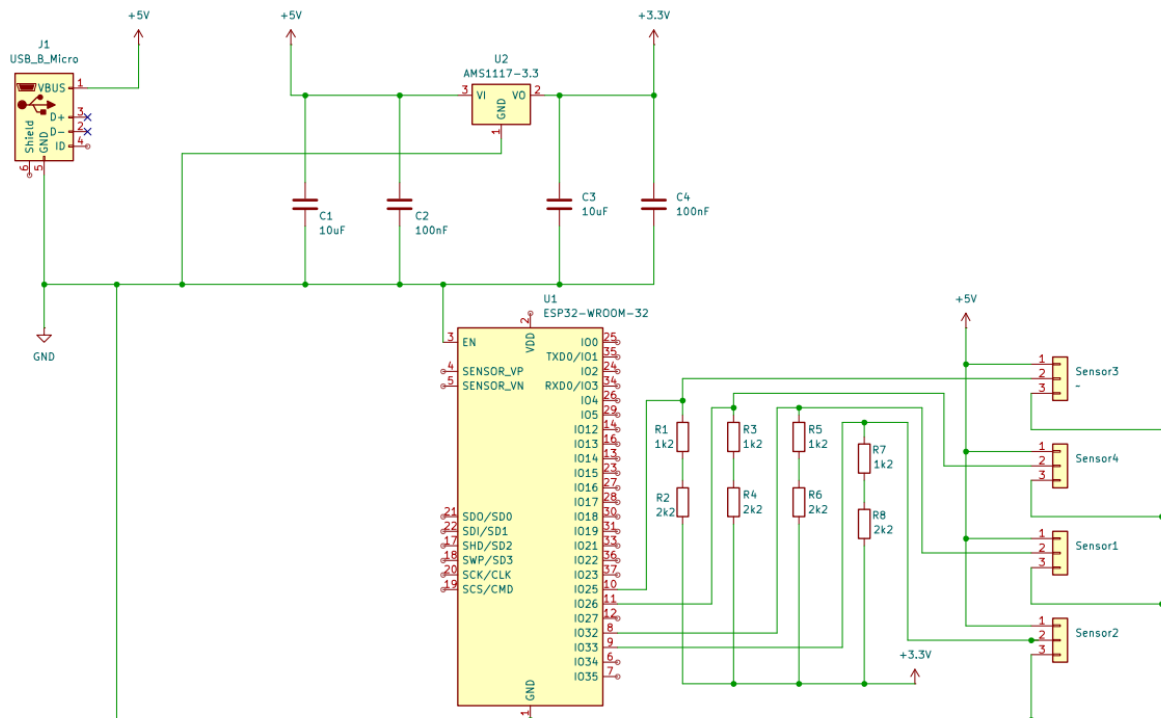 +5V
+5V
+3.3V
J1
USB_B_Micro
U2
AMS1117-3.3
VBUS 1
D+ 3
D- 2
ID 4
Shield
GND
6
5
3 VI
VO 2
GND
1
C1
10uF
C2
100nF
C3
10uF
C4
100nF
GND
U1
ESP32-WROOM-32
2
VDD
3 EN
4 SENSOR_VP
5 SENSOR_VN
21 SDO/SD0
22 SDI/SD1
17 SHD/SD2
18 SWP/SD3
20 SCK/CLK
19 SCS/CMD
IO0 25
TXD0/IO1 35
IO2 24
RXD0/IO3 34
IO4 26
IO5 29
IO12 14
IO13 16
IO14 13
IO15 23
IO16 27
IO17 28
IO18 30
IO19 31
IO21 33
IO22 36
IO23 37
IO25 10
IO26 11
IO27 12
IO32 8
IO33 9
IO34 6
IO35 7
GND
1
R1
1k2
R2
2k2
R3
1k2
R4
2k2
R5
1k2
R6
2k2
R7
1k2
R8
2k2
+3.3V
+5V
1
2
3
Sensor3
-
1
2
3
Sensor4
1
2
3
Sensor1
1
2
3
Sensor2